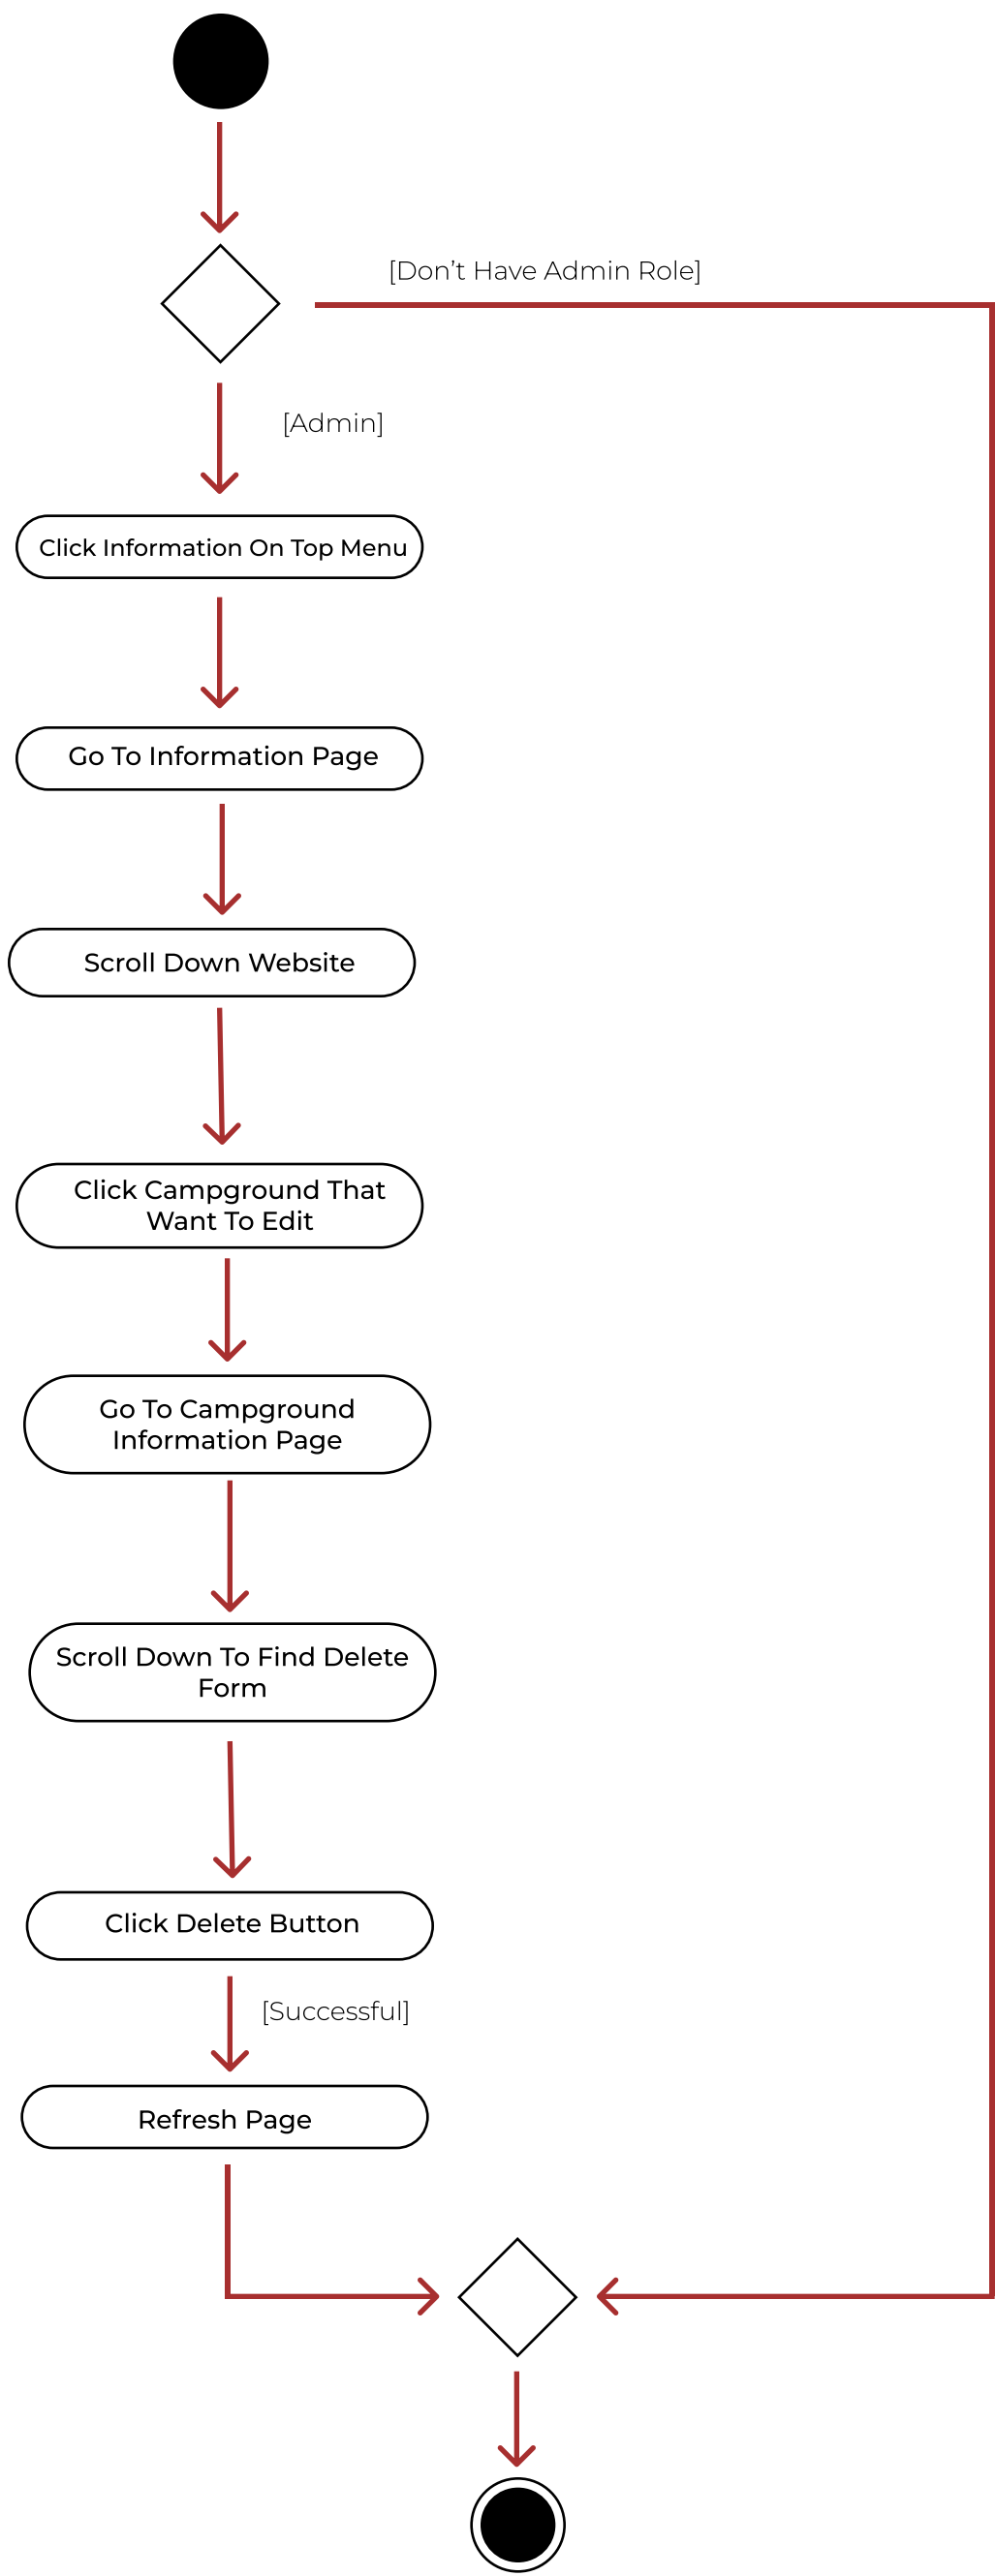 [Don’t Have Admin Role]
[Admin]
Click Information On Top Menu
Go To Information Page
Scroll Down Website
Click Campground That
Want To Edit
Go To Campground
Information Page
Scroll Down To Find Delete
Form
Click Delete Button
[Successful]
Refresh Page